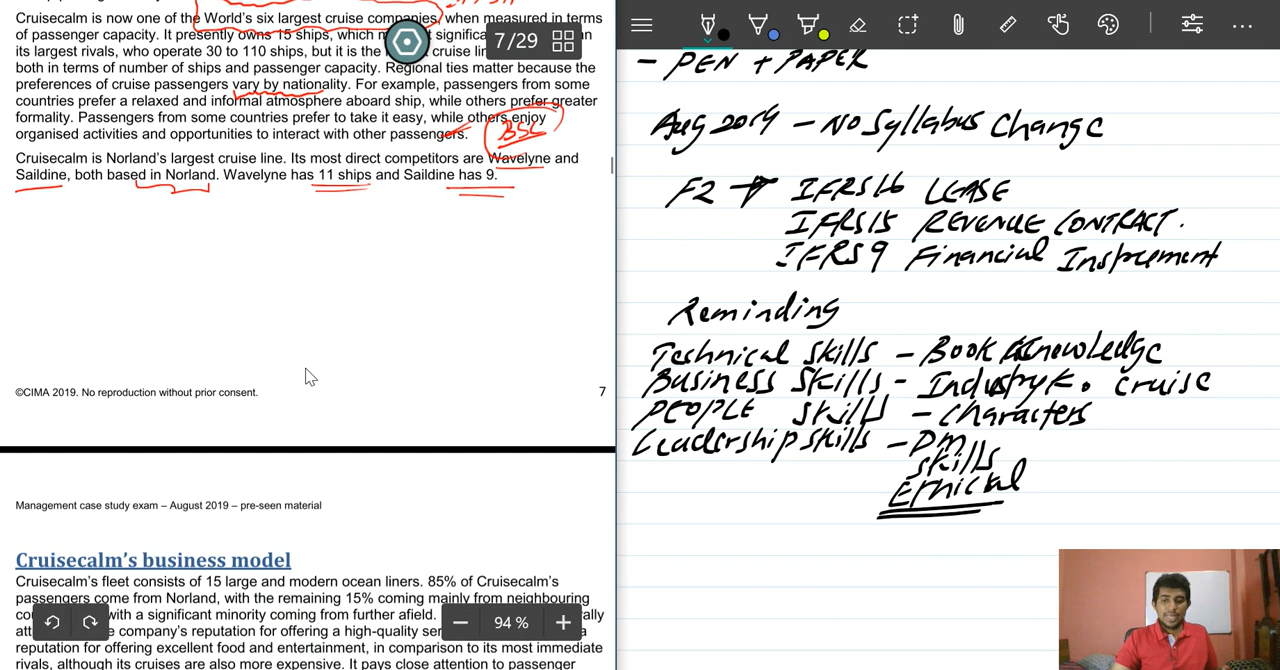 Cruisecalm is now one of the World's six largest cruise companies, when measured in terms
of passenger capacity. It presently owns 15 ships, which significa an
its largest rivals, who operate 30 to 110 ships, but it is the cruise lin
both in terms of number of ships and passenger capacity. Regional ties matter because the
preferences of cruise passengers vary by nationality. For example, passengers from some
countries prefer a relaxed and informal atmosphere aboard ship, while others prefer greater
formality. Passengers from some countries prefer to take it easy, while others enjoy
organised activities and opportunities to interact with other passengers.
BSC
Cruisecalm is Norland's largest cruise line. Its most direct competitors are Wavelyne and
Saildine, both based in Norland. Wavelyne has 11 ships and Saildine has 9.
7/29
©CIMA 2019. No reproduction without prior consent.
7
Management case study exam – August 2019 – pre-seen material
Cruisecalm's business model
Cruisecalm's fleet consists of 15 large and modern ocean liners. 85% of Cruisecalm's
passengers come from Norland, with the remaining 15% coming mainly from neighbouring
co with a significant minority coming from further afield. rally
att e company's reputation for offering a high-quality ser a
reputation for offering excellent food and entertainment, in comparison to its most immediate
rivals, although its cruises are also more expensive. It pays close attention to passenger
94 %
- PEN + PAPER
Aug 2019 - No Syllabus Change
F2 → IFRS16 LEASE
IFRS15 REVENUE CONTRACT.
IFRS9 Financial Instrument
Reminding
Technical Skills - Book Knowledge
Business Skills - Industry K. Cruise
PEOPLE Skills - Characters
Leadership Skills - DM
Skills
Ethical